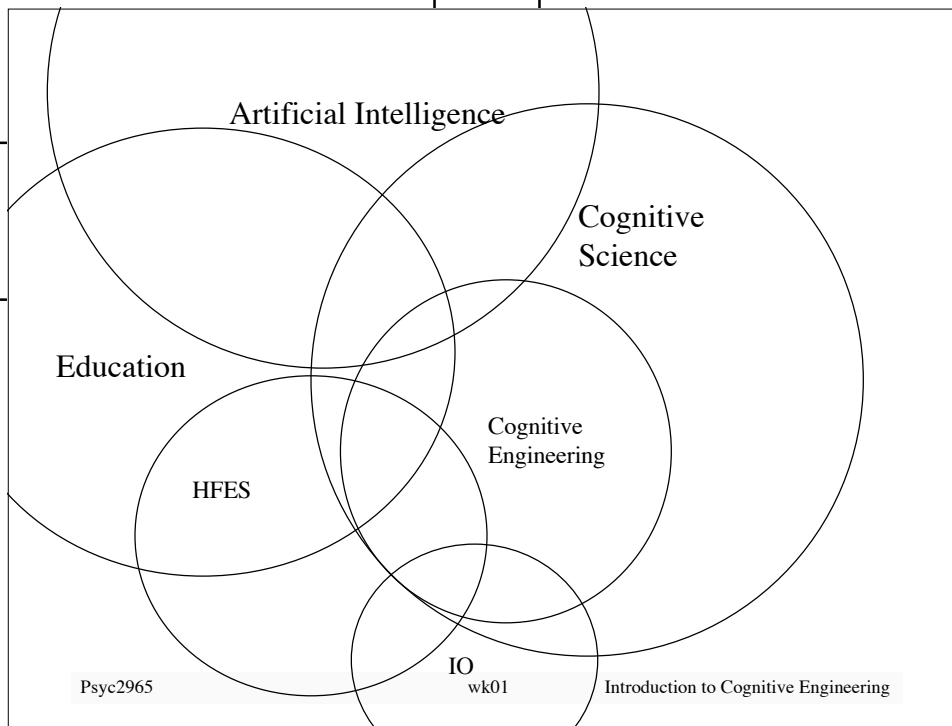 Artificial Intelligence
Cognitive
Science
Education
Cognitive
Engineering
HFES
IO
Psyc2965
wk01
Introduction to Cognitive Engineering